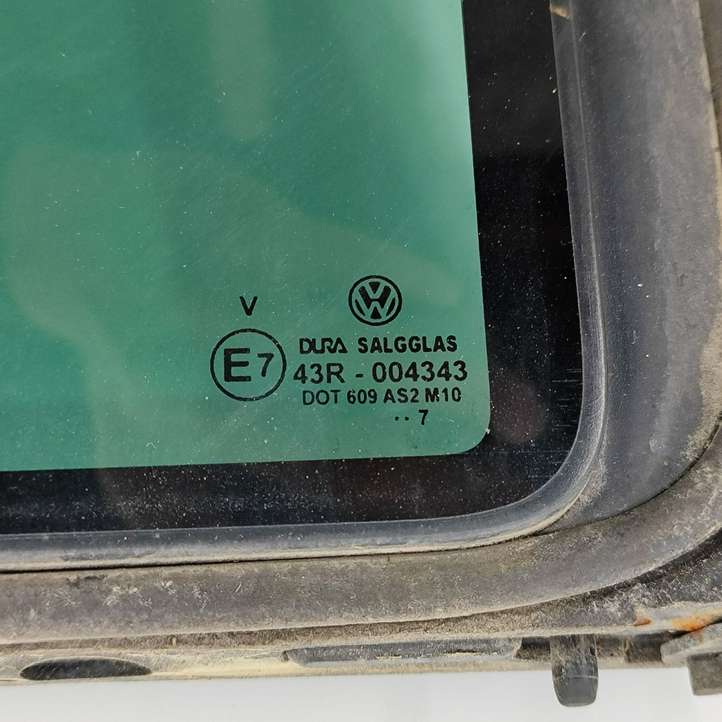 V
E7
DURA SALGGLAS
43R - 004343
DOT 609 AS2 M10
·· 7